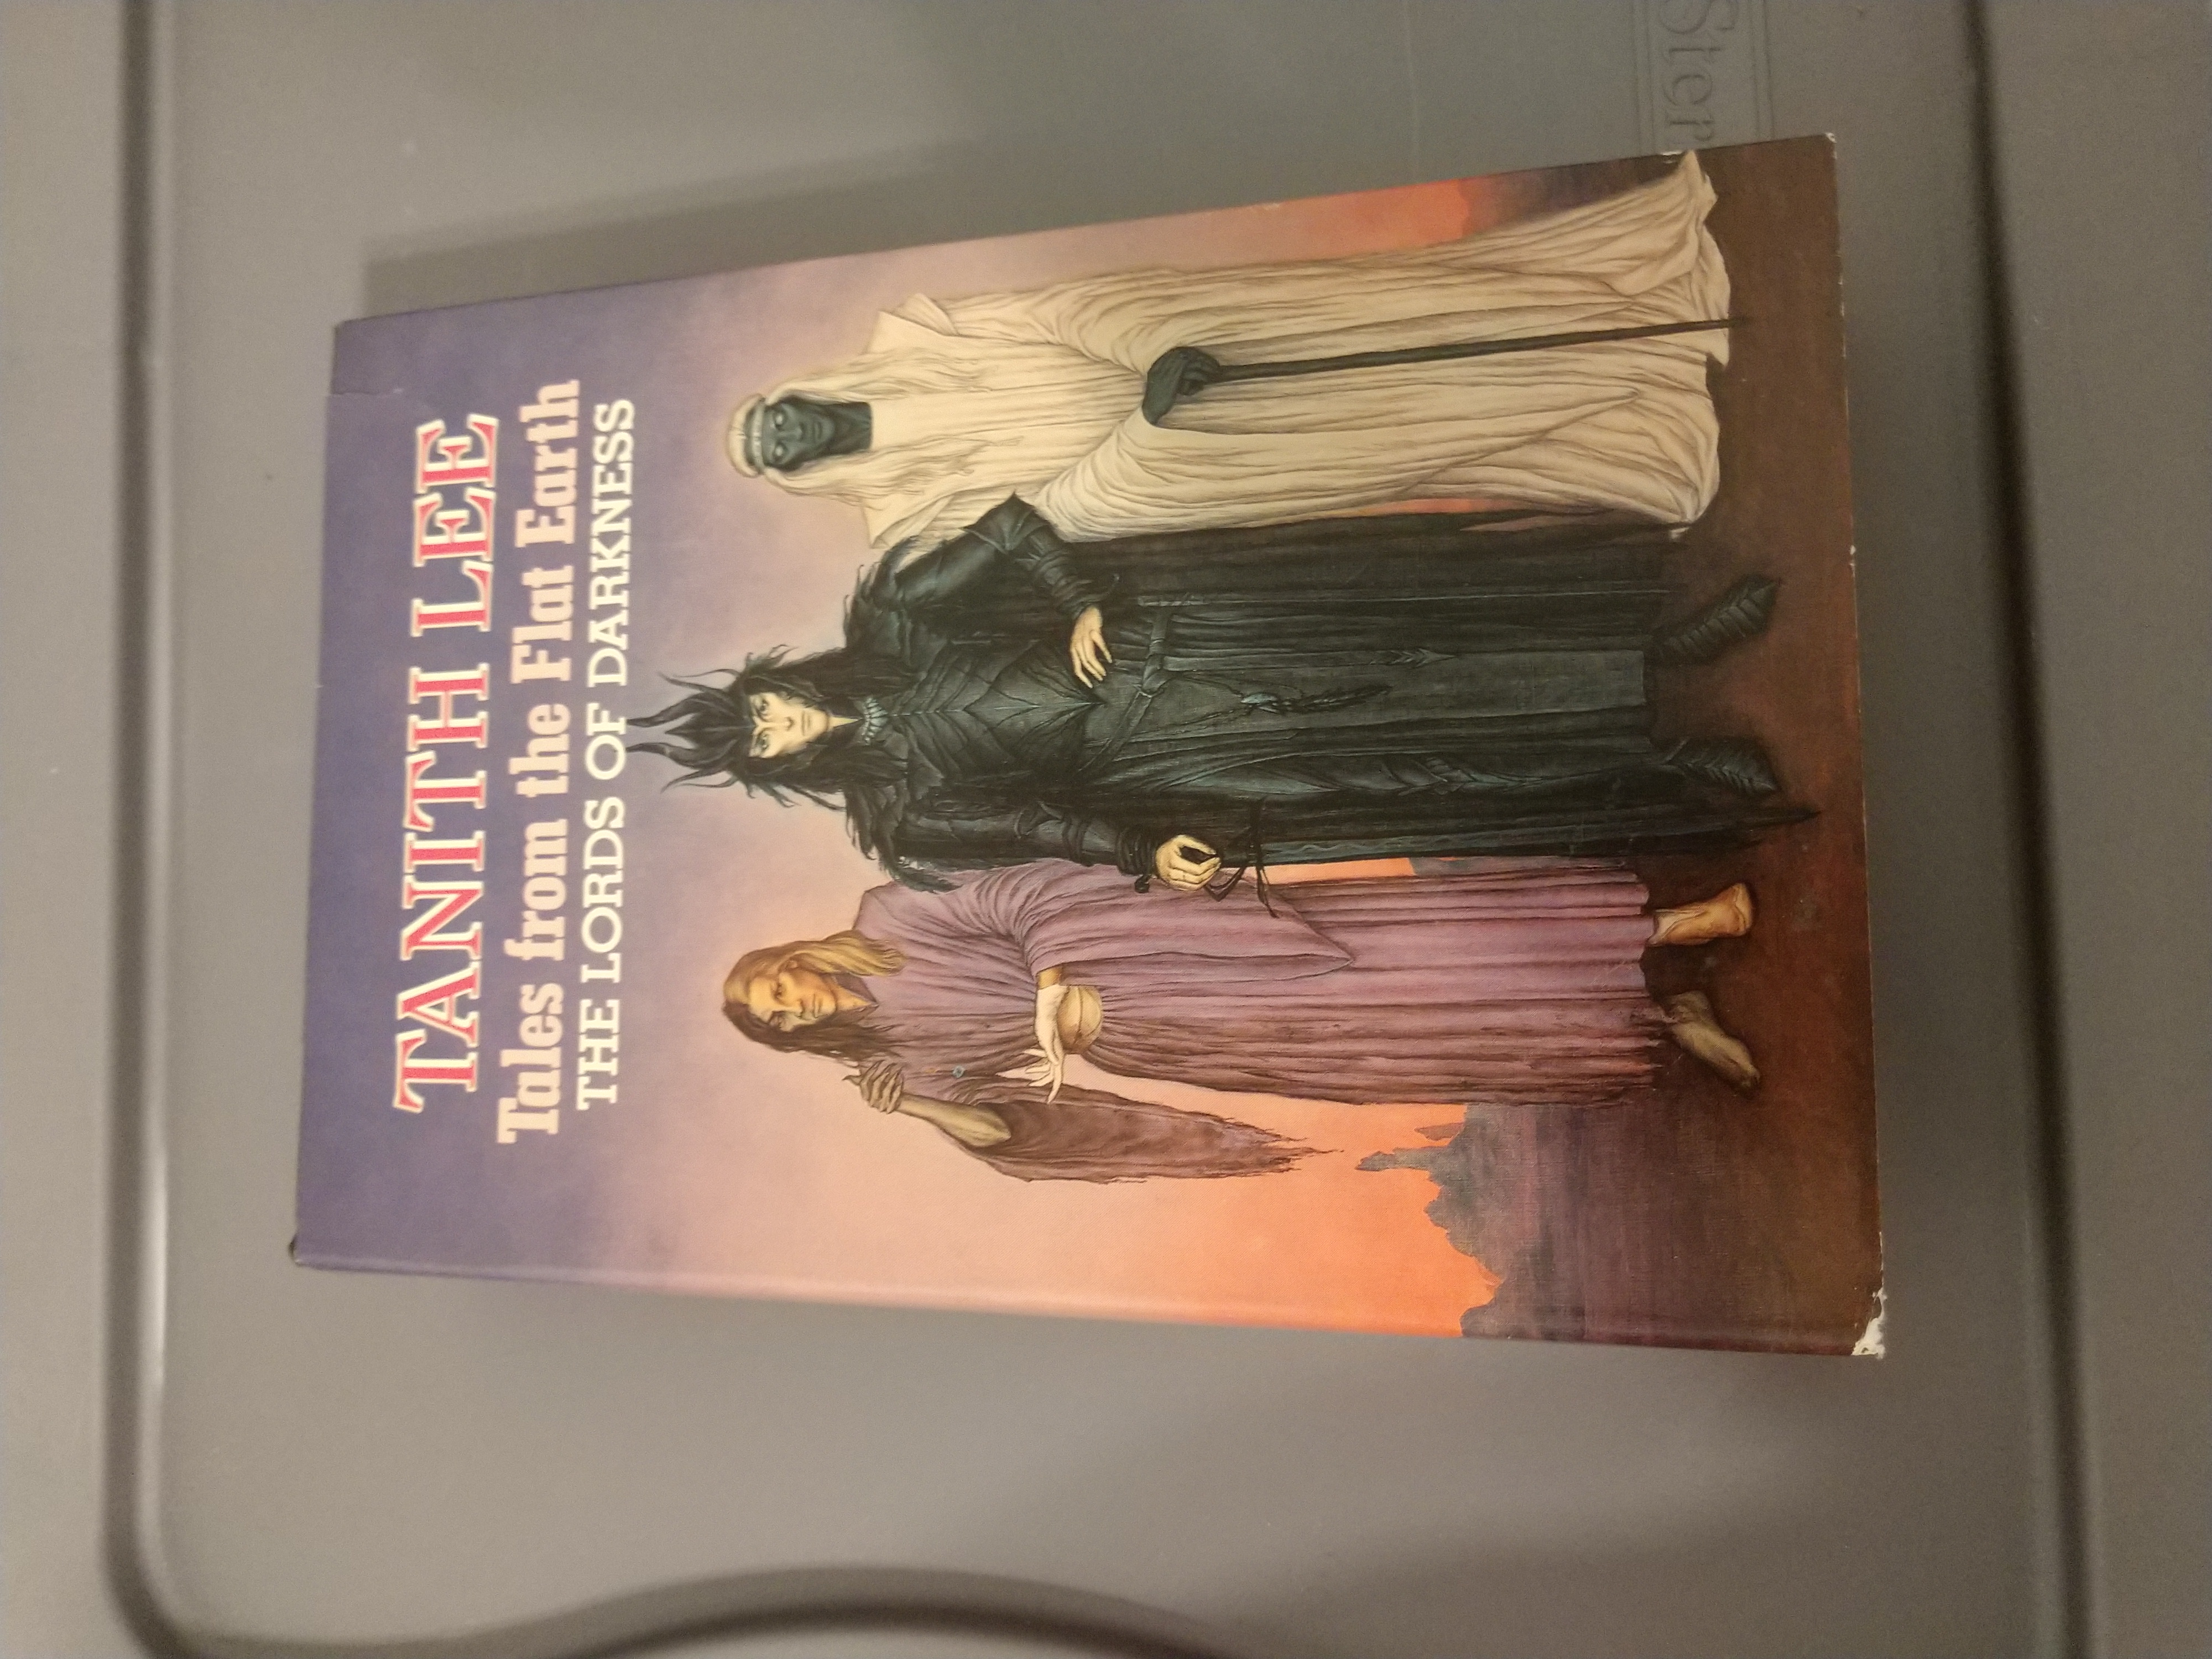 TANITH LEE
Tales from the Flat Earth
THE LORDS OF DARKNESS